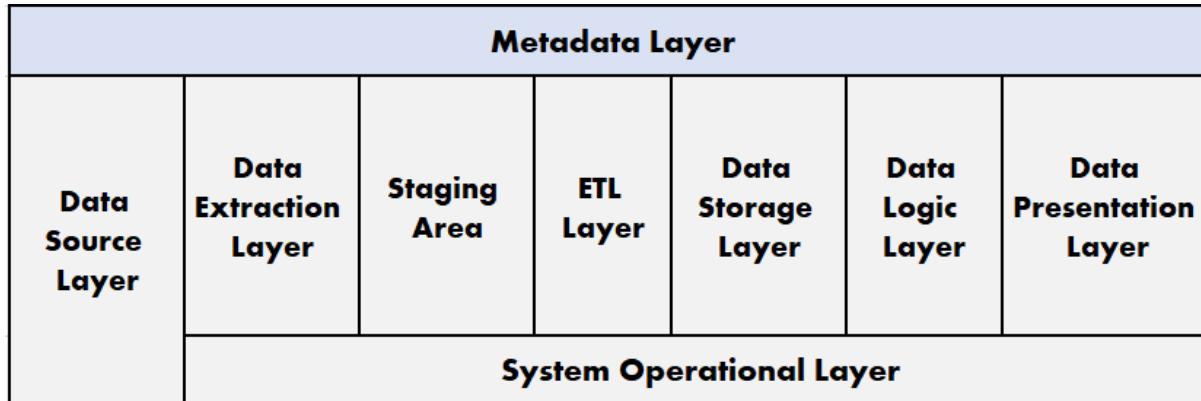 Metadata Layer
Data
Source
Layer
Data
Extraction
Layer
Staging
Area
ETL
Layer
Data
Storage
Layer
Data
Logic
Layer
Data
Presentation
Layer
System Operational Layer